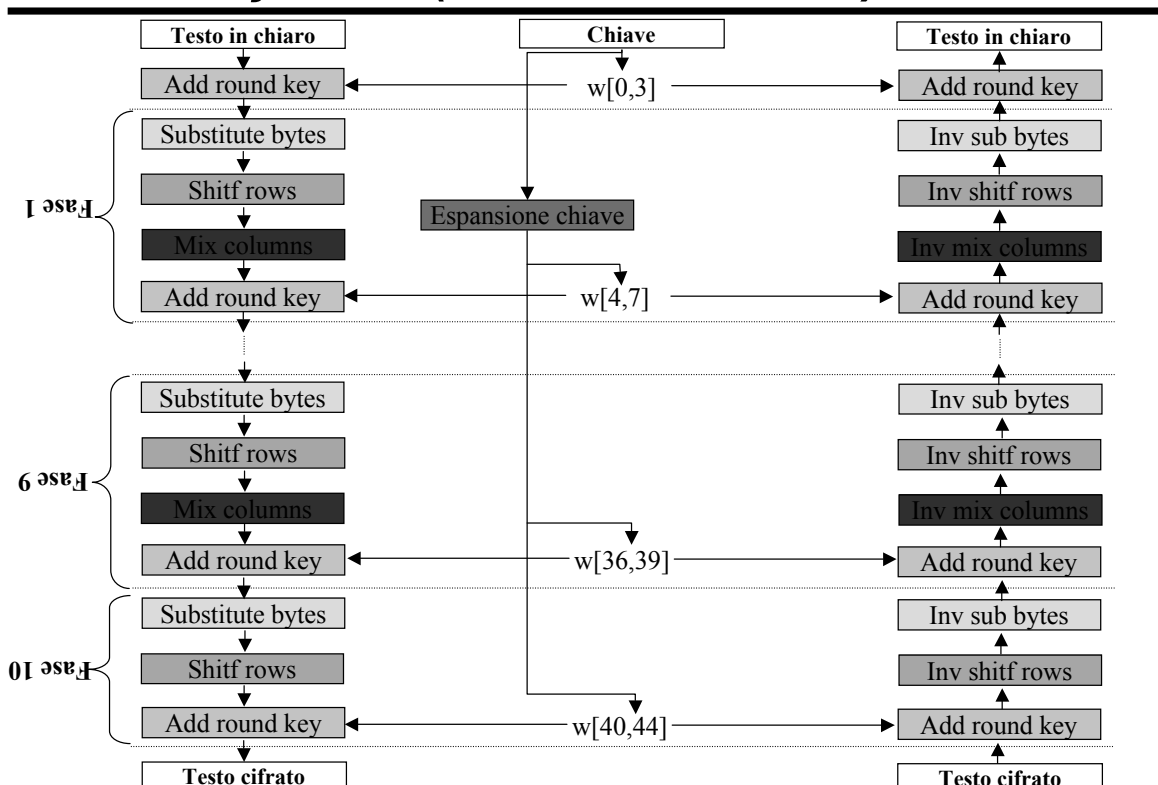 Testo in chiaro
Chiave
Testo in chiaro
Add round key
w[0,3]
Add round key
Fase 1
Substitute bytes
Shitf rows
Mix columns
Add round key
Espansione chiave
w[4,7]
Inv sub bytes
Inv shitf rows
Inv mix columns
Add round key
Fase 9
Substitute bytes
Shitf rows
Mix columns
Add round key
w[36,39]
Inv sub bytes
Inv shitf rows
Inv mix columns
Add round key
Fase 10
Substitute bytes
Shitf rows
Add round key
w[40,44]
Inv sub bytes
Inv shitf rows
Add round key
Testo cifrato
Testo cifrato